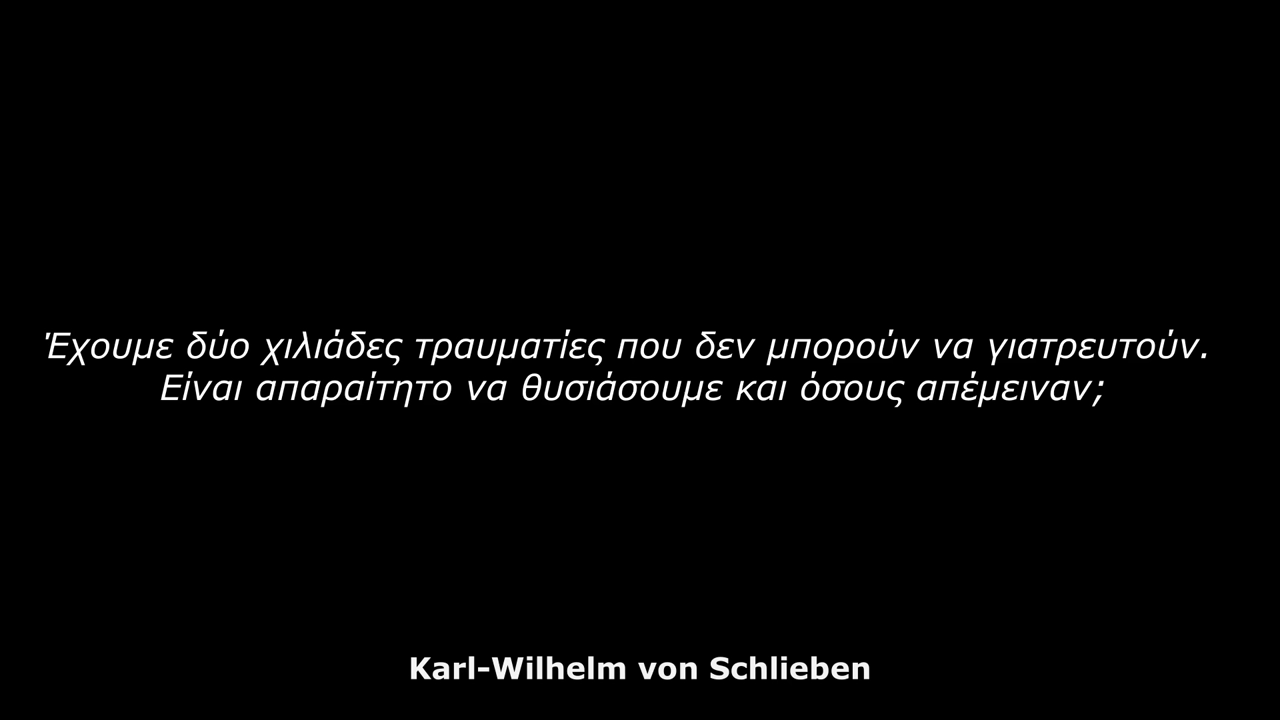 Έχουμε δύο χιλιάδες τραυματίες που δεν μπορούν να γιατρευτούν.
Είναι απαραίτητο να θυσιάσουμε και όσους απέμειναν;
Karl-Wilhelm von Schlieben